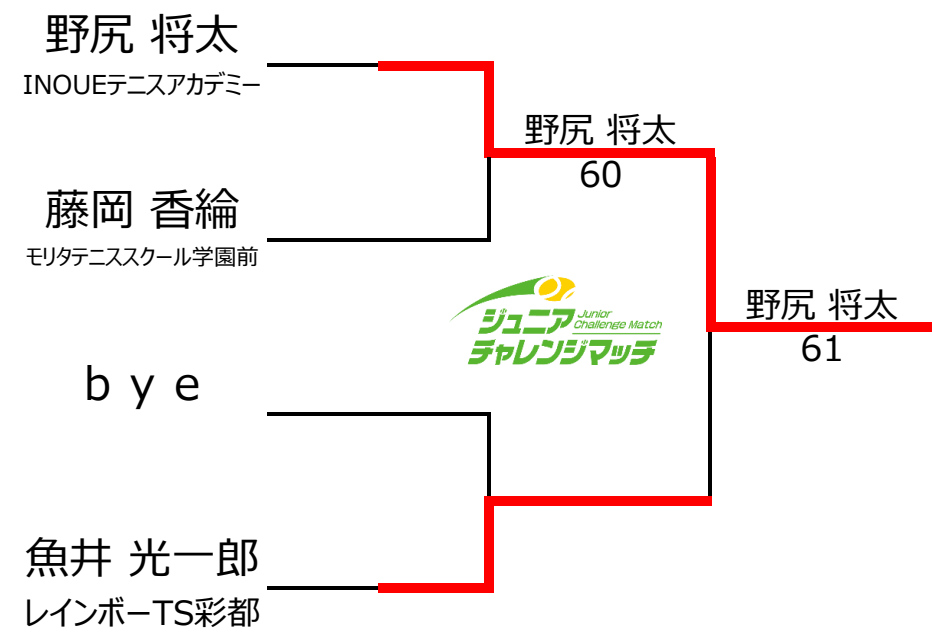 野尻 将太
INOUEテニスアカデミー
野尻 将太
60
藤岡 香綸
モリタテニススクール学園前
ジュニア Junior Challenge Match
チャレンジマッチ
野尻 将太
61
bye
魚井 光一郎
レインボーTS彩都